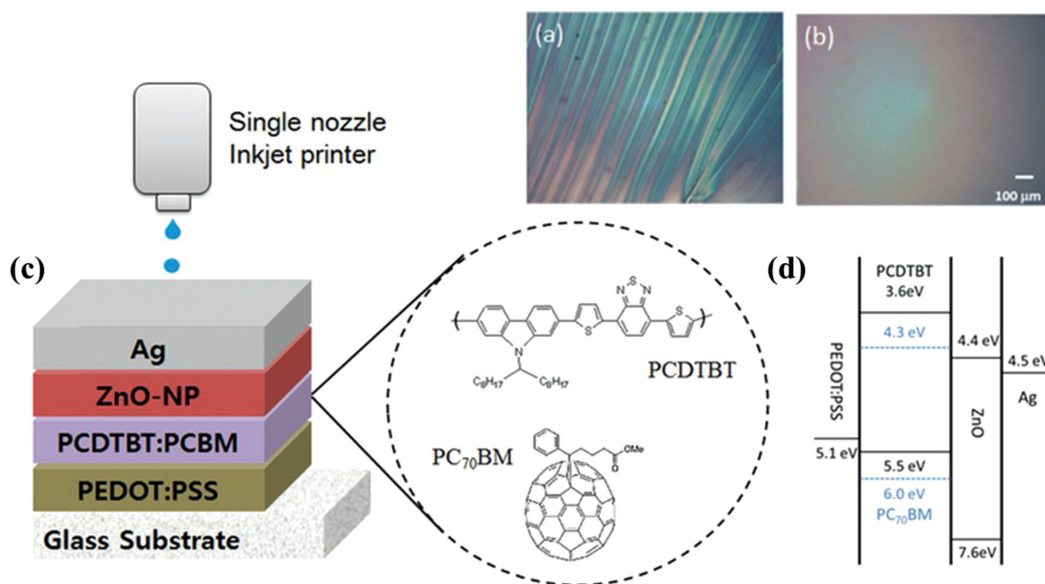 (a)
(b)
100 μm
Single nozzle
Inkjet printer
(c)
Ag
ZnO-NP
PCDTBT:PCBM
PEDOT:PSS
Glass Substrate
S
N
N
S
S
N
C₈H₁₇
C₈H₁₇
PCDTBT
PC₇₀BM
OMe
O
(d)
PCDTBT
3.6eV
4.3 eV
4.4 eV
4.5 eV
PEDOT:PSS
ZnO
Ag
5.1 eV
5.5 eV
6.0 eV
PC₇₀BM
7.6eV